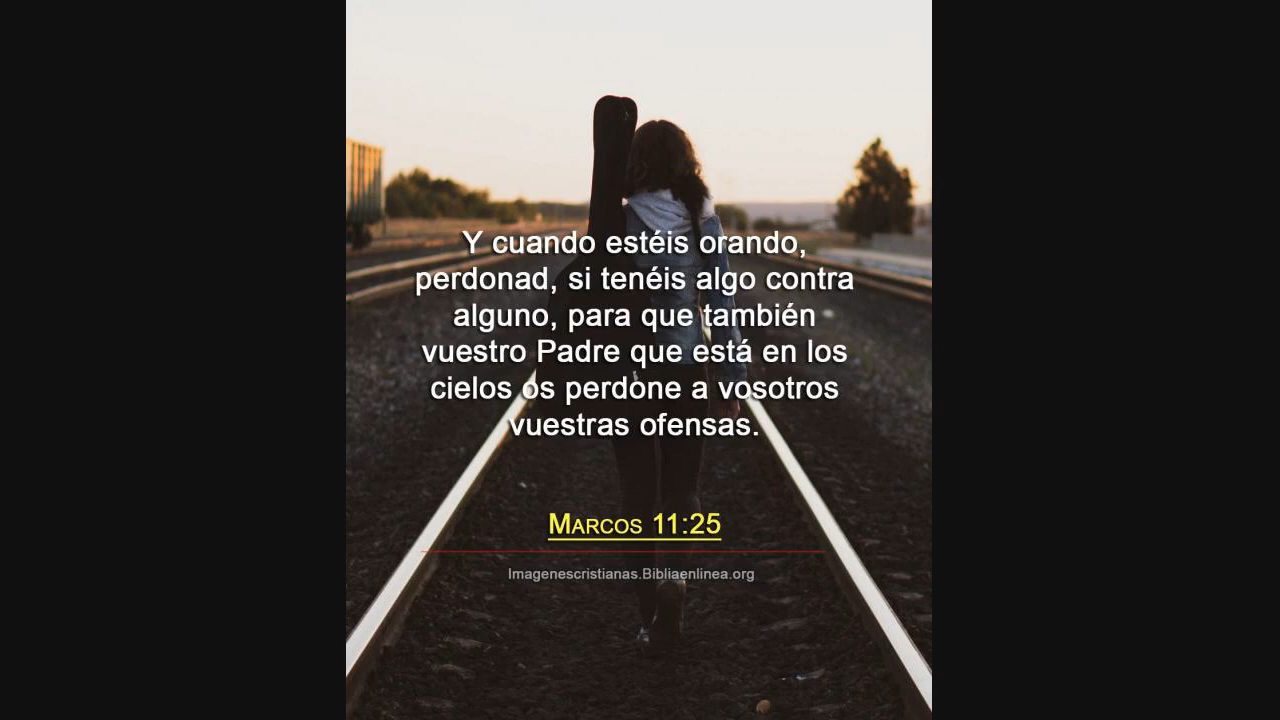 Y cuando estéis orando,
perdonad, si tenéis algo contra
alguno, para que también
vuestro Padre que está en los
cielos os perdone a vosotros
vuestras ofensas.
Marcos 11:25
Imagenescristianas.Bibliaenlinea.org